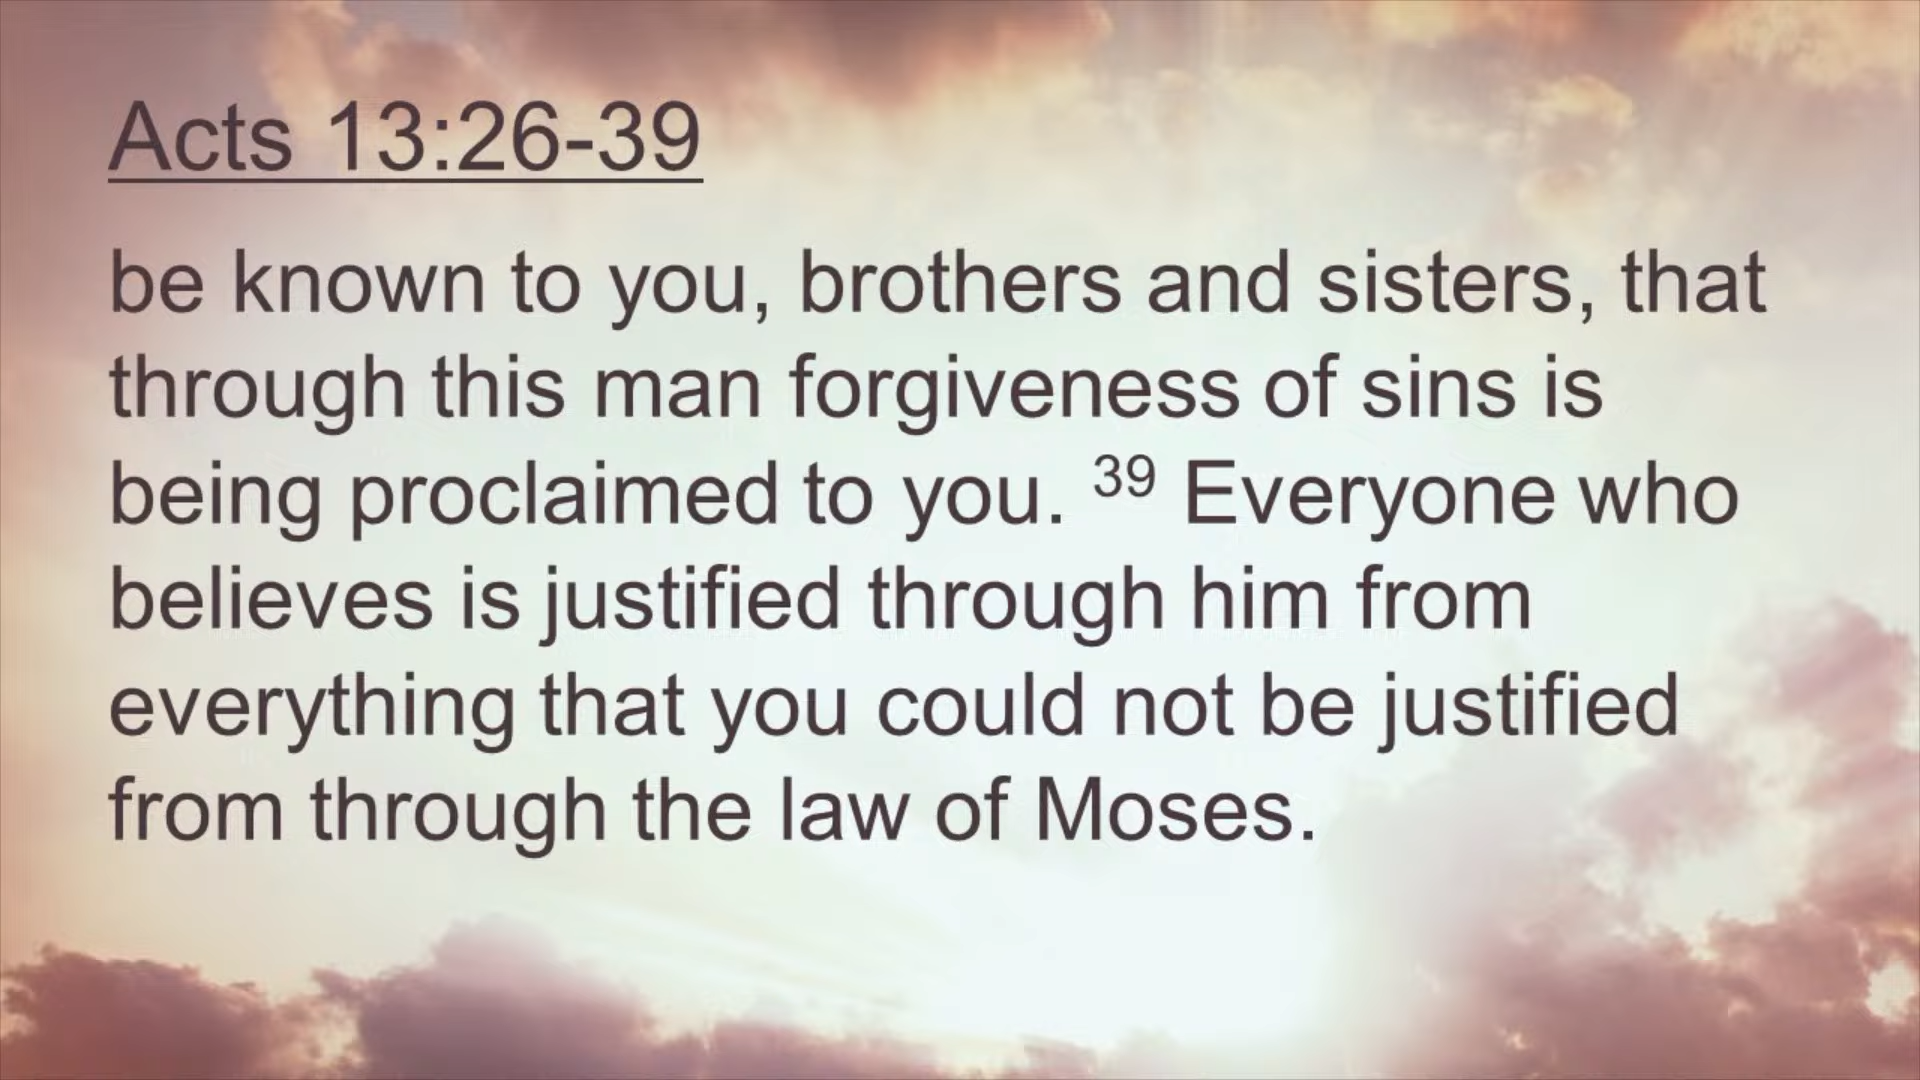 Acts 13:26-39
be known to you, brothers and sisters, that
through this man forgiveness of sins is
being proclaimed to you. 39 Everyone who
believes is justified through him from
everything that you could not be justified
from through the law of Moses.